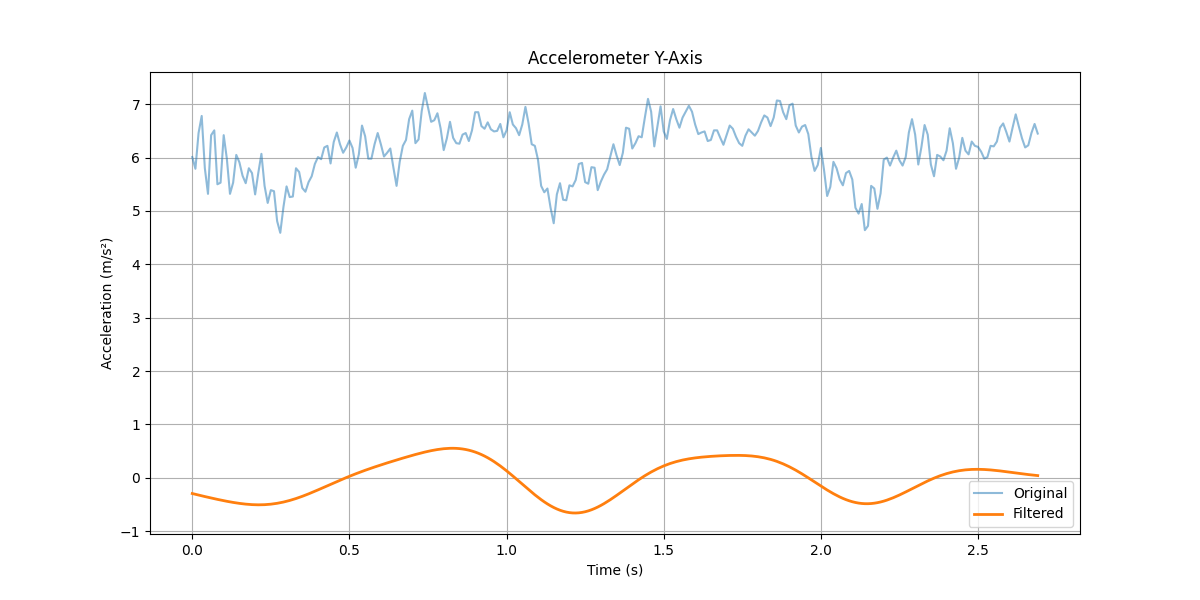 Accelerometer Y-Axis
Acceleration (m/s²)
7
6
5
4
3
2
1
0
−1
0.0 0.5 1.0 1.5 2.0 2.5
Time (s)
Original
Filtered